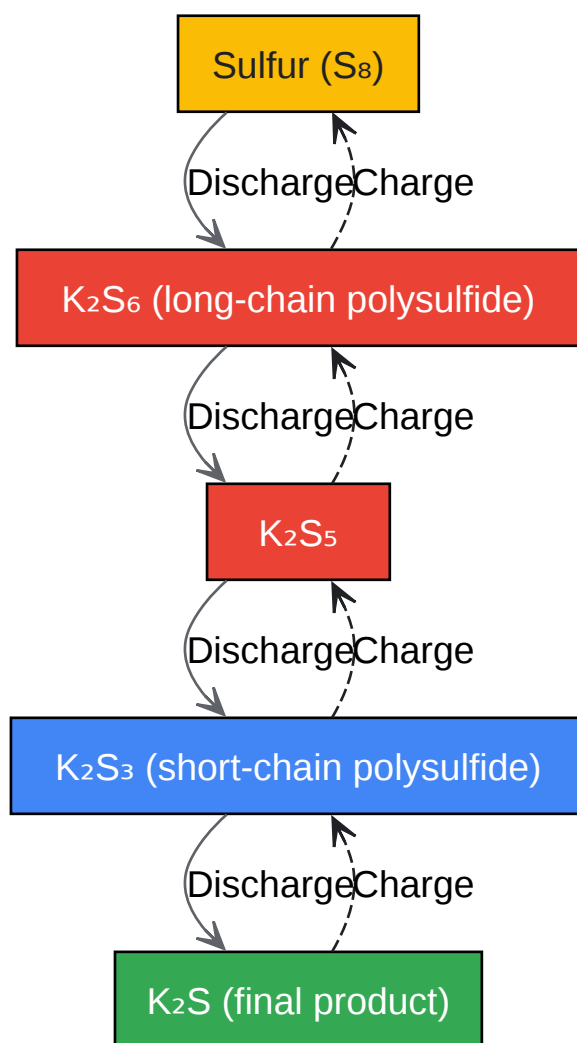 Sulfur (S₈)
Discharge
Charge
K₂S₆ (long-chain polysulfide)
Discharge
Charge
K₂S₅
Discharge
Charge
K₂S₃ (short-chain polysulfide)
Discharge
Charge
K₂S (final product)